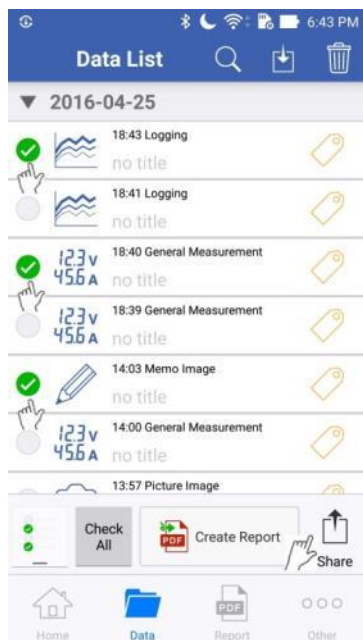 6:43 PM
Data List
▼ 2016-04-25
18:43 Logging
no title
18:41 Logging
no title
12.3 V
45.6 A
18:40 General Measurement
no title
12.3 V
45.6 A
18:39 General Measurement
no title
14:03 Memo Image
no title
12.3 V
45.6 A
14:00 General Measurement
no title
13:57 Picture Image
Check
All
PDF
Create Report
Share
Home
Data
PDF
Report
Other